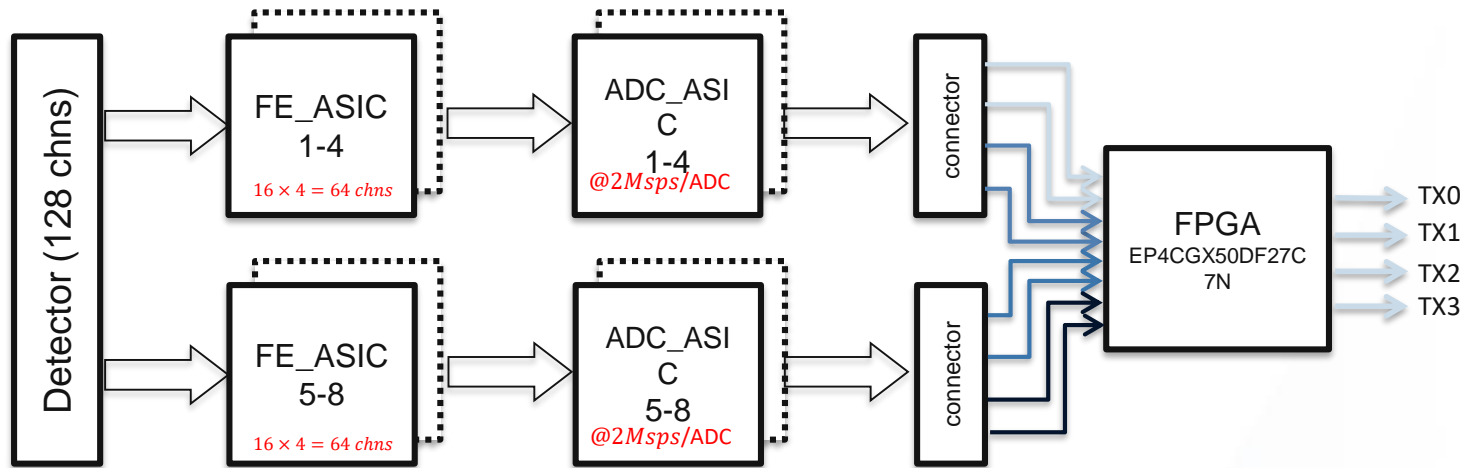 Detector (128 chns)
FE_ASIC
1-4
16 × 4 = 64 chns
ADC_ASI
C
1-4
@2Msps/ADC
connector
FE_ASIC
5-8
16 × 4 = 64 chns
ADC_ASI
C
5-8
@2Msps/ADC
connector
FPGA
EP4CGX50DF27C
7N
TX0
TX1
TX2
TX3